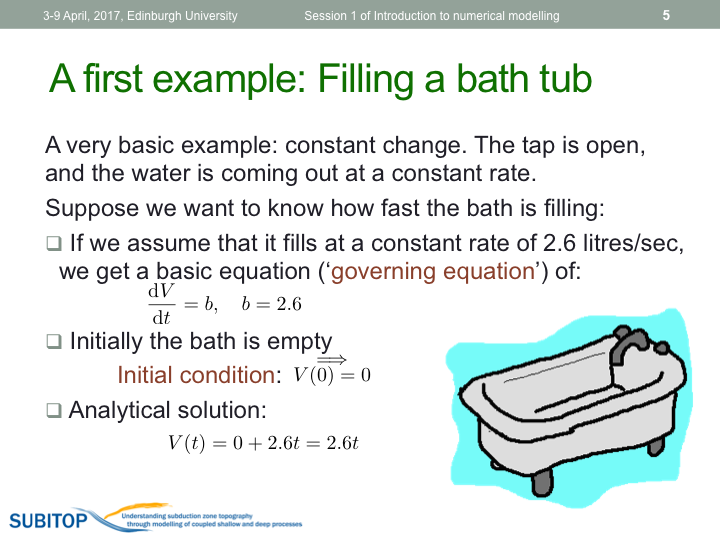 3-9 April, 2017, Edinburgh University Session 1 of Introduction to numerical modelling 5
A first example: Filling a bath tub
A very basic example: constant change. The tap is open,
and the water is coming out at a constant rate.
Suppose we want to know how fast the bath is filling:
❑ If we assume that it fills at a constant rate of 2.6 litres/sec,
we get a basic equation (‘governing equation’) of:
dV/dt = b, b = 2.6
❑ Initially the bath is empty
⟹
Initial condition: V(0) = 0
❑ Analytical solution:
V(t) = 0 + 2.6t = 2.6t
SUBITOP
Understanding subduction zone topography
through modelling of coupled shallow and deep processes